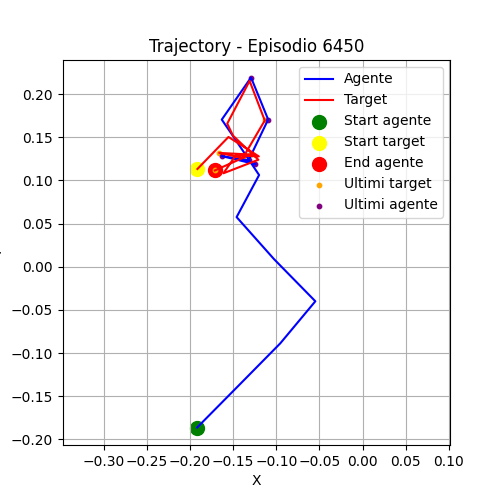 Trajectory - Episodio 6450
Agente
Target
Start agente
Start target
End agente
Ultimi target
Ultimi agente
0.20
0.15
0.10
0.05
0.00
−0.05
−0.10
−0.15
−0.20
−0.30 −0.25 −0.20 −0.15 −0.10 −0.05 0.00 0.05 0.10
X